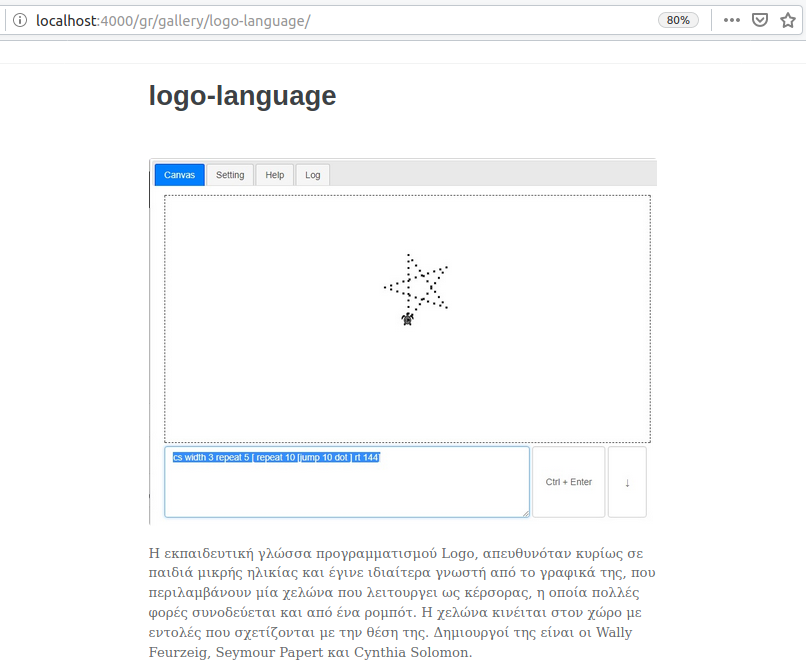 localhost:4000/gr/gallery/logo-language/
80%
logo-language
Canvas Setting Help Log
cs width 3 repeat 5 [ repeat 10 [jump 10 dot ] rt 144
Ctrl + Enter ↓
Η εκπαιδευτική γλώσσα προγραμματισμού Logo, απευθυνόταν κυρίως σε
παιδιά μικρής ηλικίας και έγινε ιδιαίτερα γνωστή από το γραφικά της, που
περιλαμβάνουν μία χελώνα που λειτουργει ως κέρσορας, η οποία πολλές
φορές συνοδεύεται και από ένα ρομπότ. Η χελώνα κινέιται στον χώρο με
εντολές που σχετίζονται με την θέση της. Δημιουργοί της είναι οι Wally
Feurzeig, Seymour Papert και Cynthia Solomon.